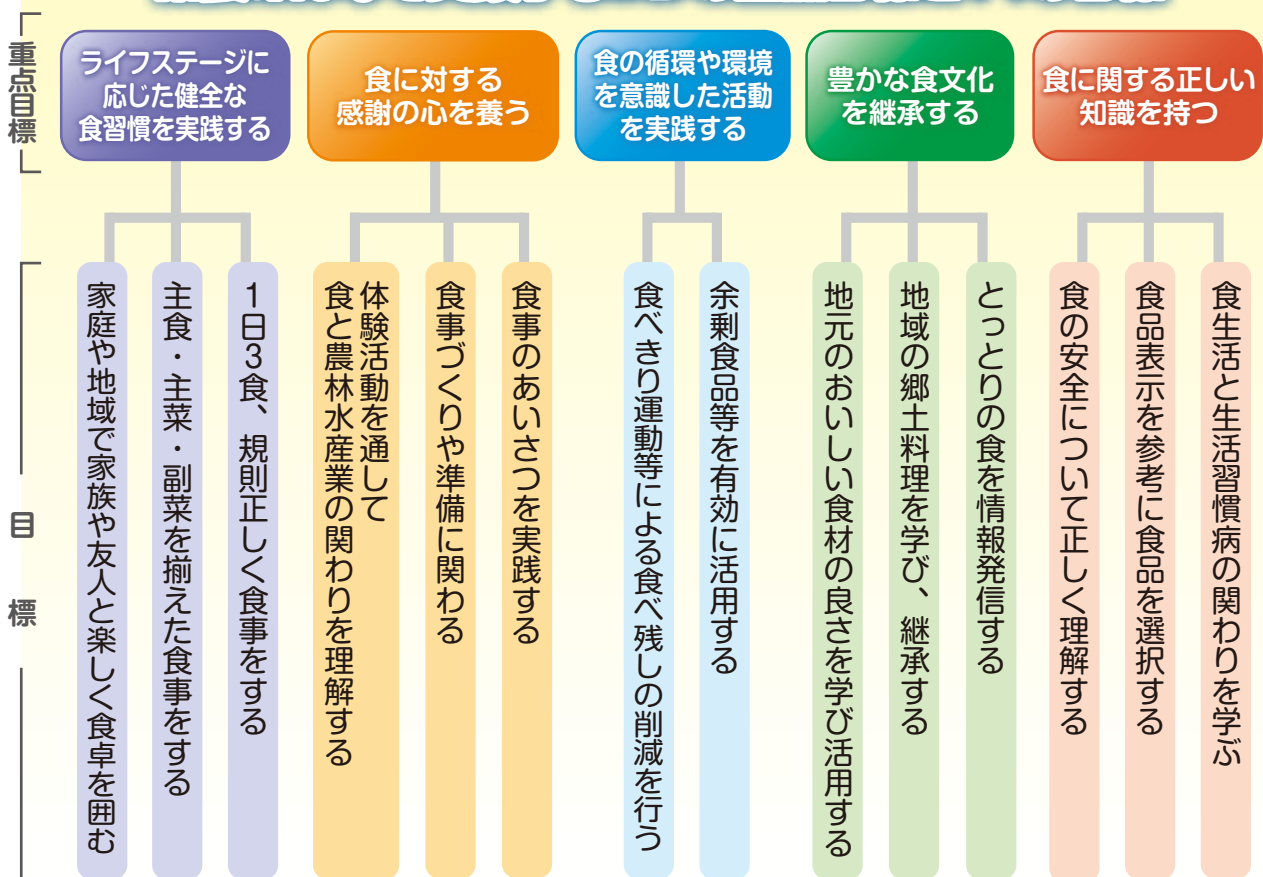 重点目標
ライフステージに
応じた健全な
食習慣を実践する
食に対する
感謝の心を養う
食の循環や環境
を意識した活動
を実践する
豊かな食文化
を継承する
食に関する正しい
知識を持つ
目標
1日3食、規則正しく食事をする
主食・主菜・副菜を揃えた食事をする
家庭や地域で家族や友人と楽しく食卓を囲む
食事のあいさつを実践する
食事づくりや準備に関わる
体験活動を通して
食と農林水産業の関わりを理解する
余剰食品等を有効に活用する
食べきり運動等による食べ残しの削減を行う
とっとりの食を情報発信する
地域の郷土料理を学び、継承する
地元のおいしい食材の良さを学び活用する
食生活と生活習慣病の関わりを学ぶ
食品表示を参考に食品を選択する
食の安全について正しく理解する